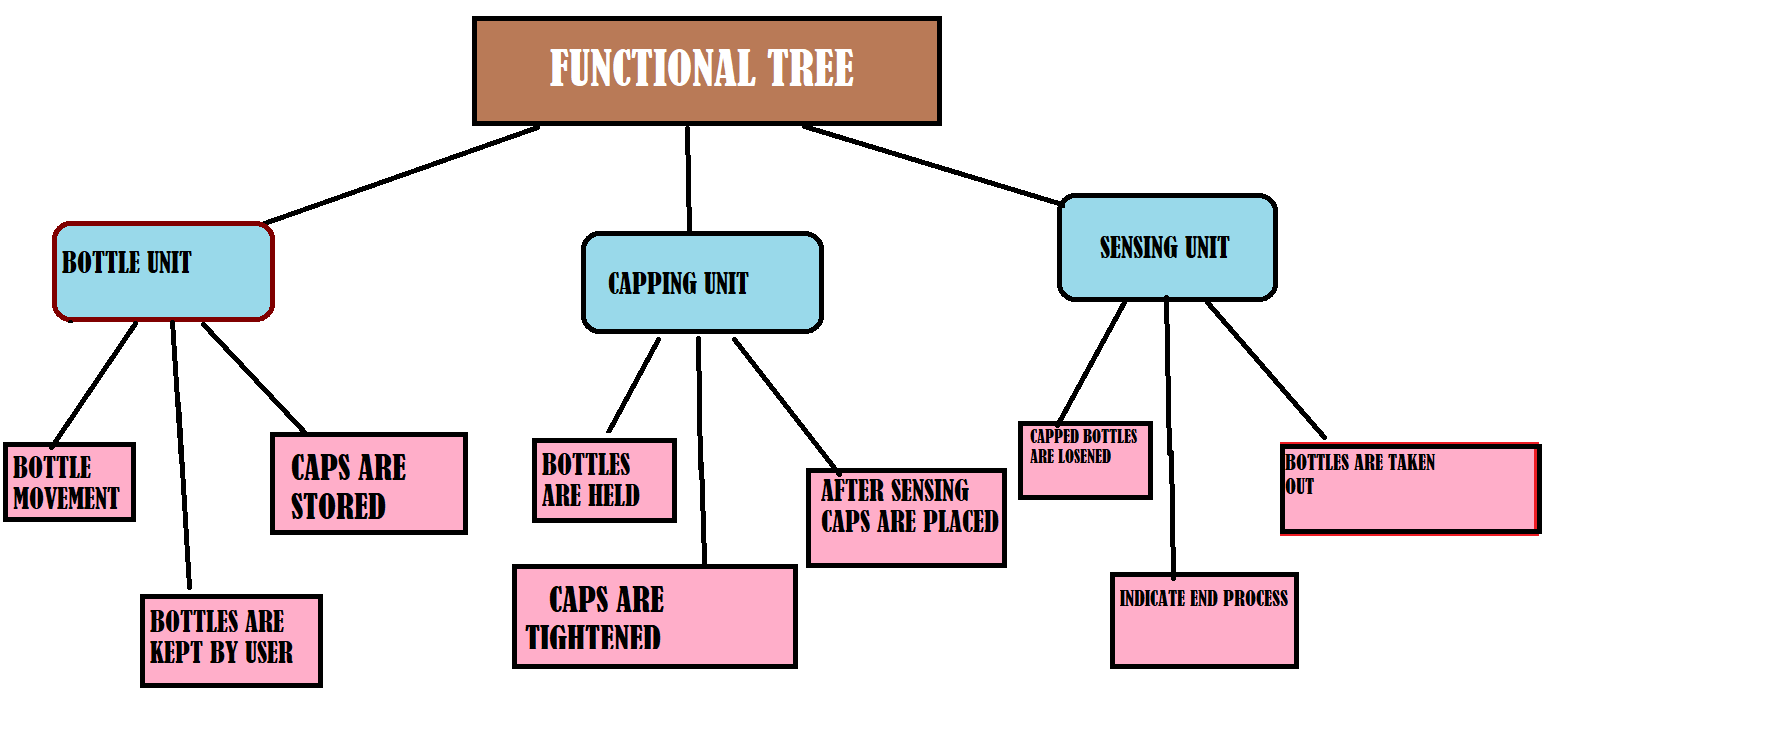 FUNCTIONAL TREE
BOTTLE UNIT
CAPPING UNIT
SENSING UNIT
BOTTLE
MOVEMENT
BOTTLES ARE
KEPT BY USER
CAPS ARE
STORED
BOTTLES
ARE HELD
CAPS ARE
TIGHTENED
AFTER SENSING
CAPS ARE PLACED
CAPPED BOTTLES
ARE LOSENED
INDICATE END PROCESS
BOTTLES ARE TAKEN
OUT